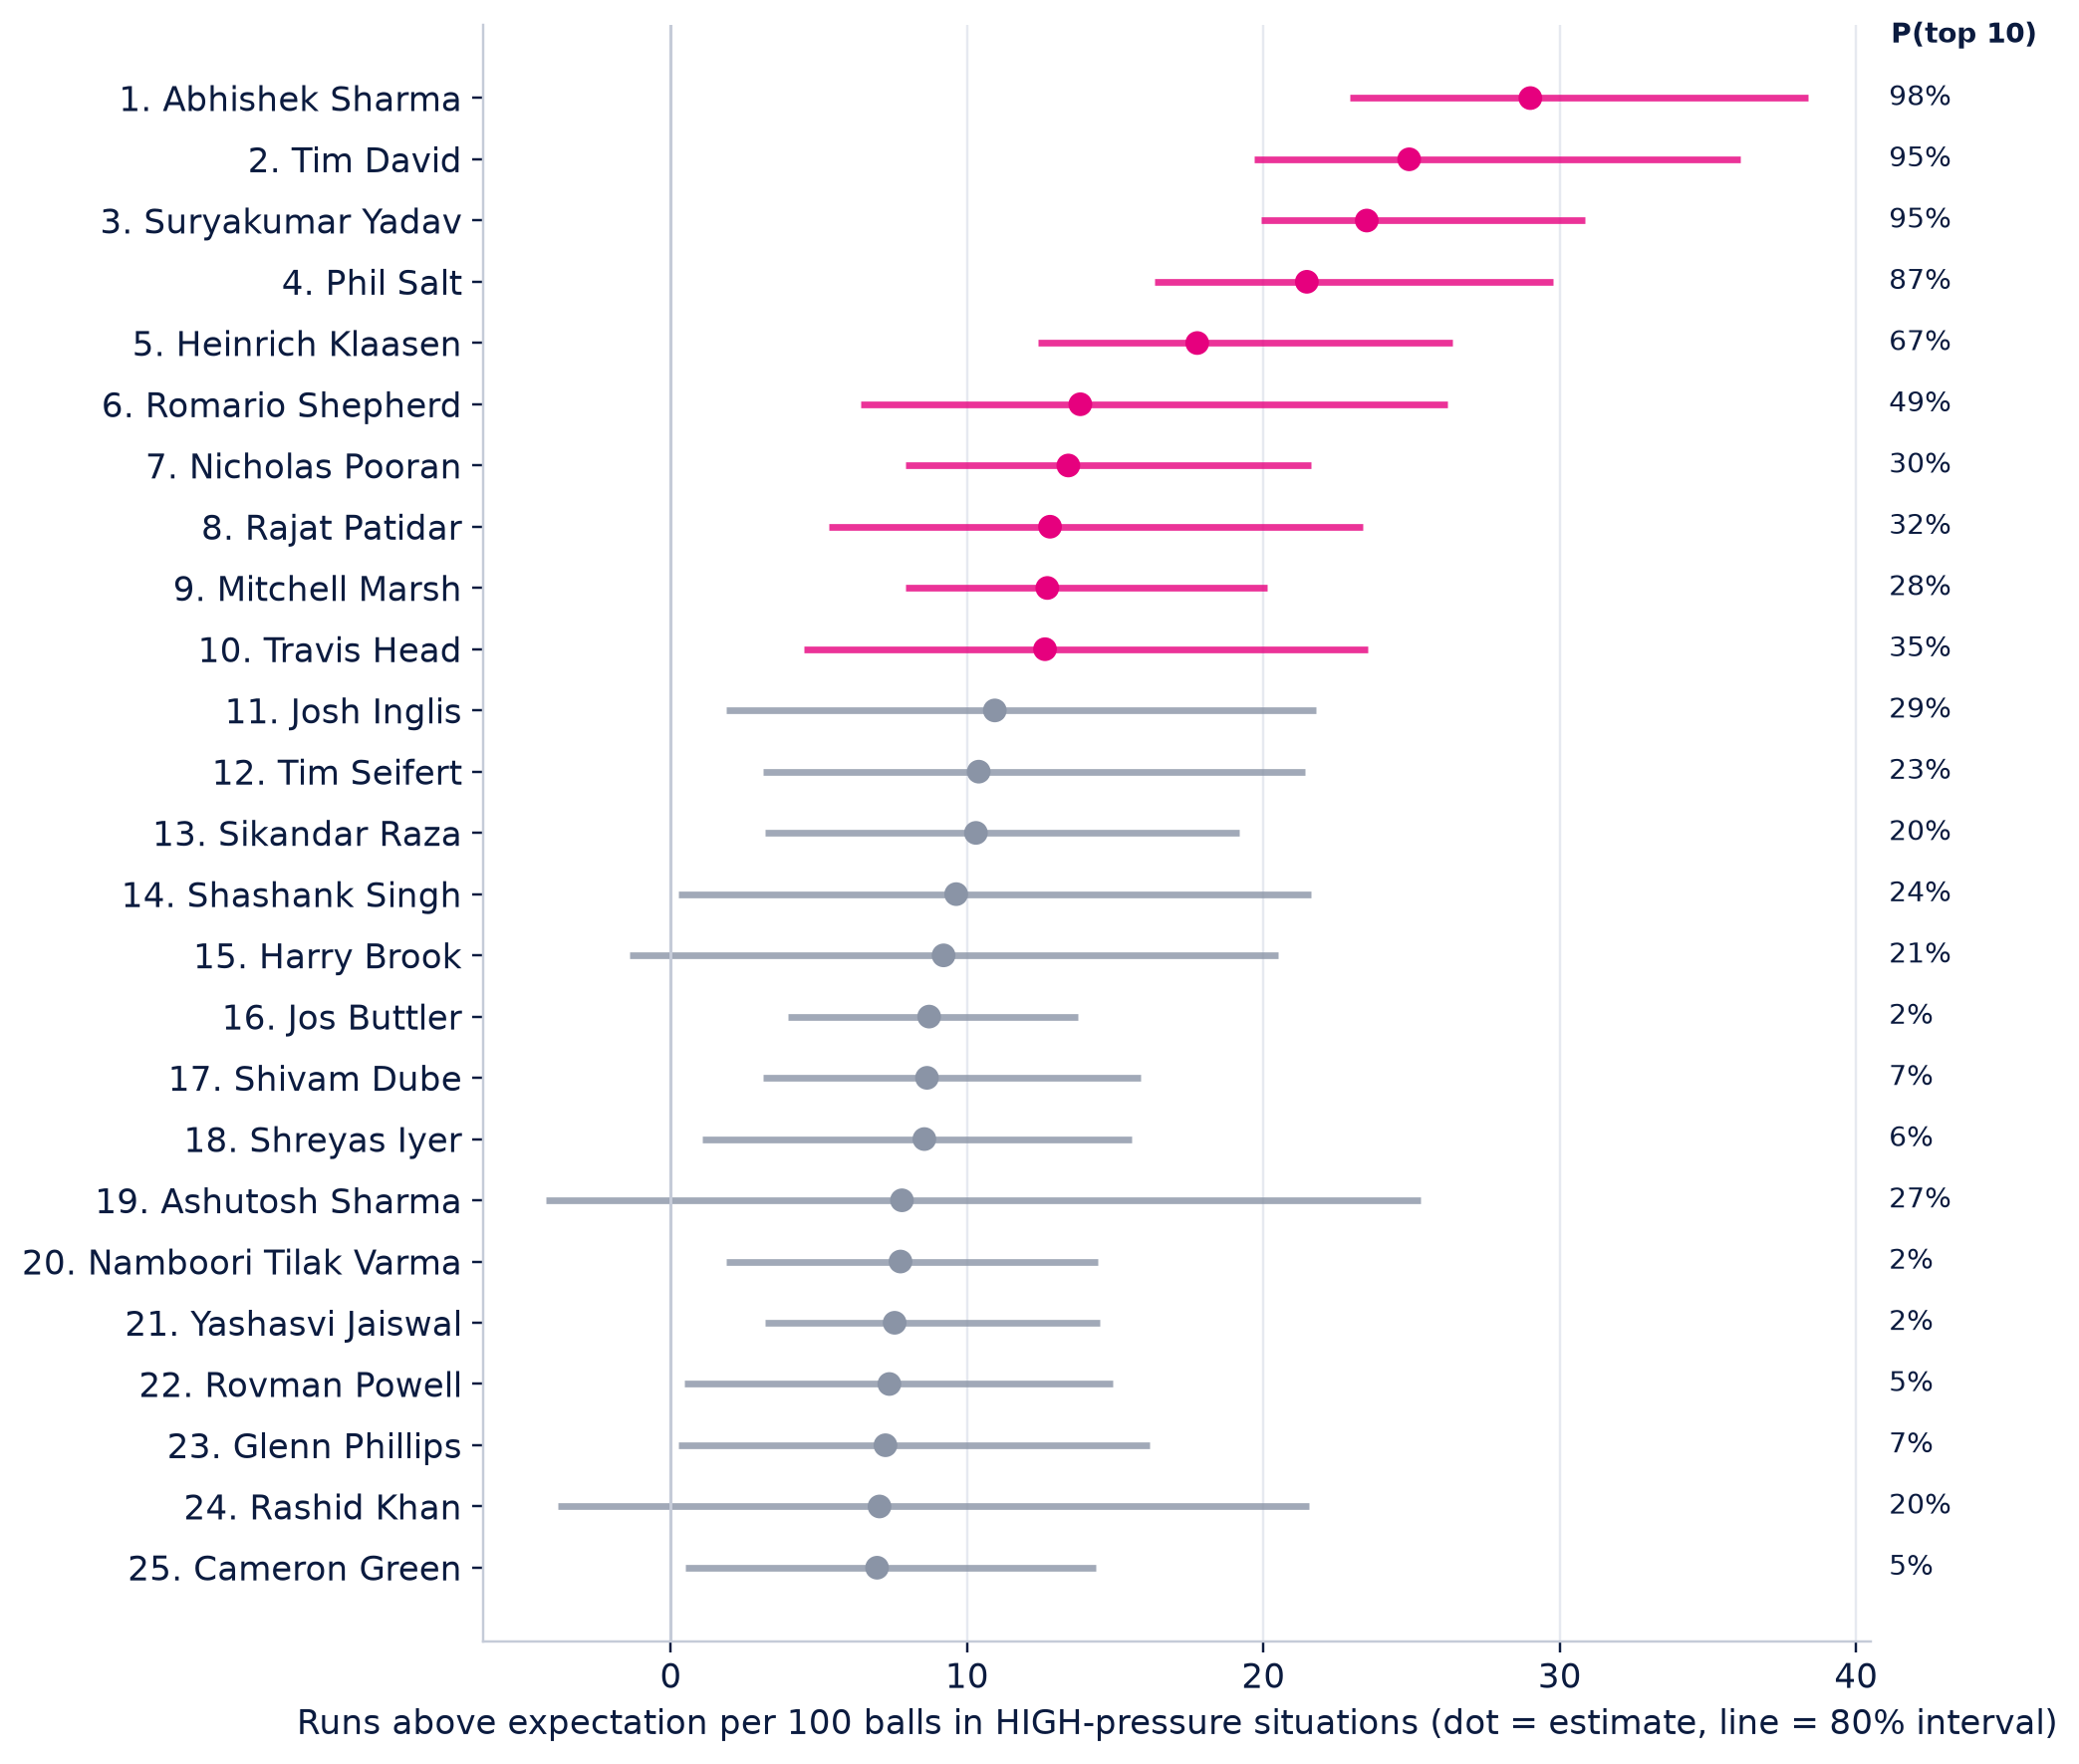 P(top 10)
1. Abhishek Sharma 98%
2. Tim David 95%
3. Suryakumar Yadav 95%
4. Phil Salt 87%
5. Heinrich Klaasen 67%
6. Romario Shepherd 49%
7. Nicholas Pooran 30%
8. Rajat Patidar 32%
9. Mitchell Marsh 28%
10. Travis Head 35%
11. Josh Inglis 29%
12. Tim Seifert 23%
13. Sikandar Raza 20%
14. Shashank Singh 24%
15. Harry Brook 21%
16. Jos Buttler 2%
17. Shivam Dube 7%
18. Shreyas Iyer 6%
19. Ashutosh Sharma 27%
20. Namboori Tilak Varma 2%
21. Yashasvi Jaiswal 2%
22. Rovman Powell 5%
23. Glenn Phillips 7%
24. Rashid Khan 20%
25. Cameron Green 5%
0 10 20 30 40
Runs above expectation per 100 balls in HIGH-pressure situations (dot = estimate, line = 80% interval)